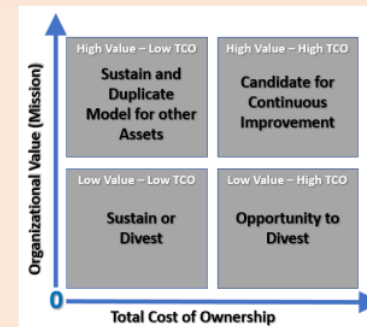 Organizational Value (Mission)
High Value – Low TCO
Sustain and
Duplicate
Model for other
Assets
High Value – High TCO
Candidate for
Continuous
Improvement
Low Value – Low TCO
Sustain or
Divest
Low Value – High TCO
Opportunity to
Divest
0
Total Cost of Ownership